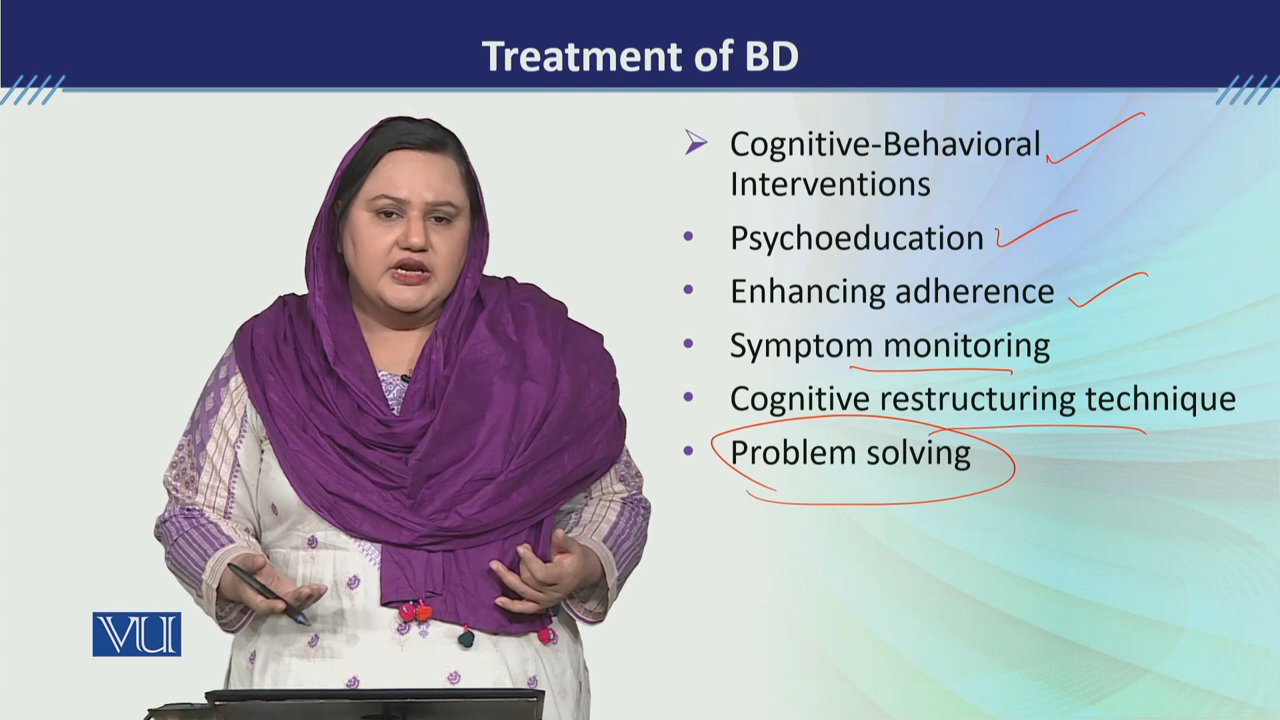 Treatment of BD
Cognitive-Behavioral
Interventions
Psychoeducation
Enhancing adherence
Symptom monitoring
Cognitive restructuring technique
Problem solving
VU